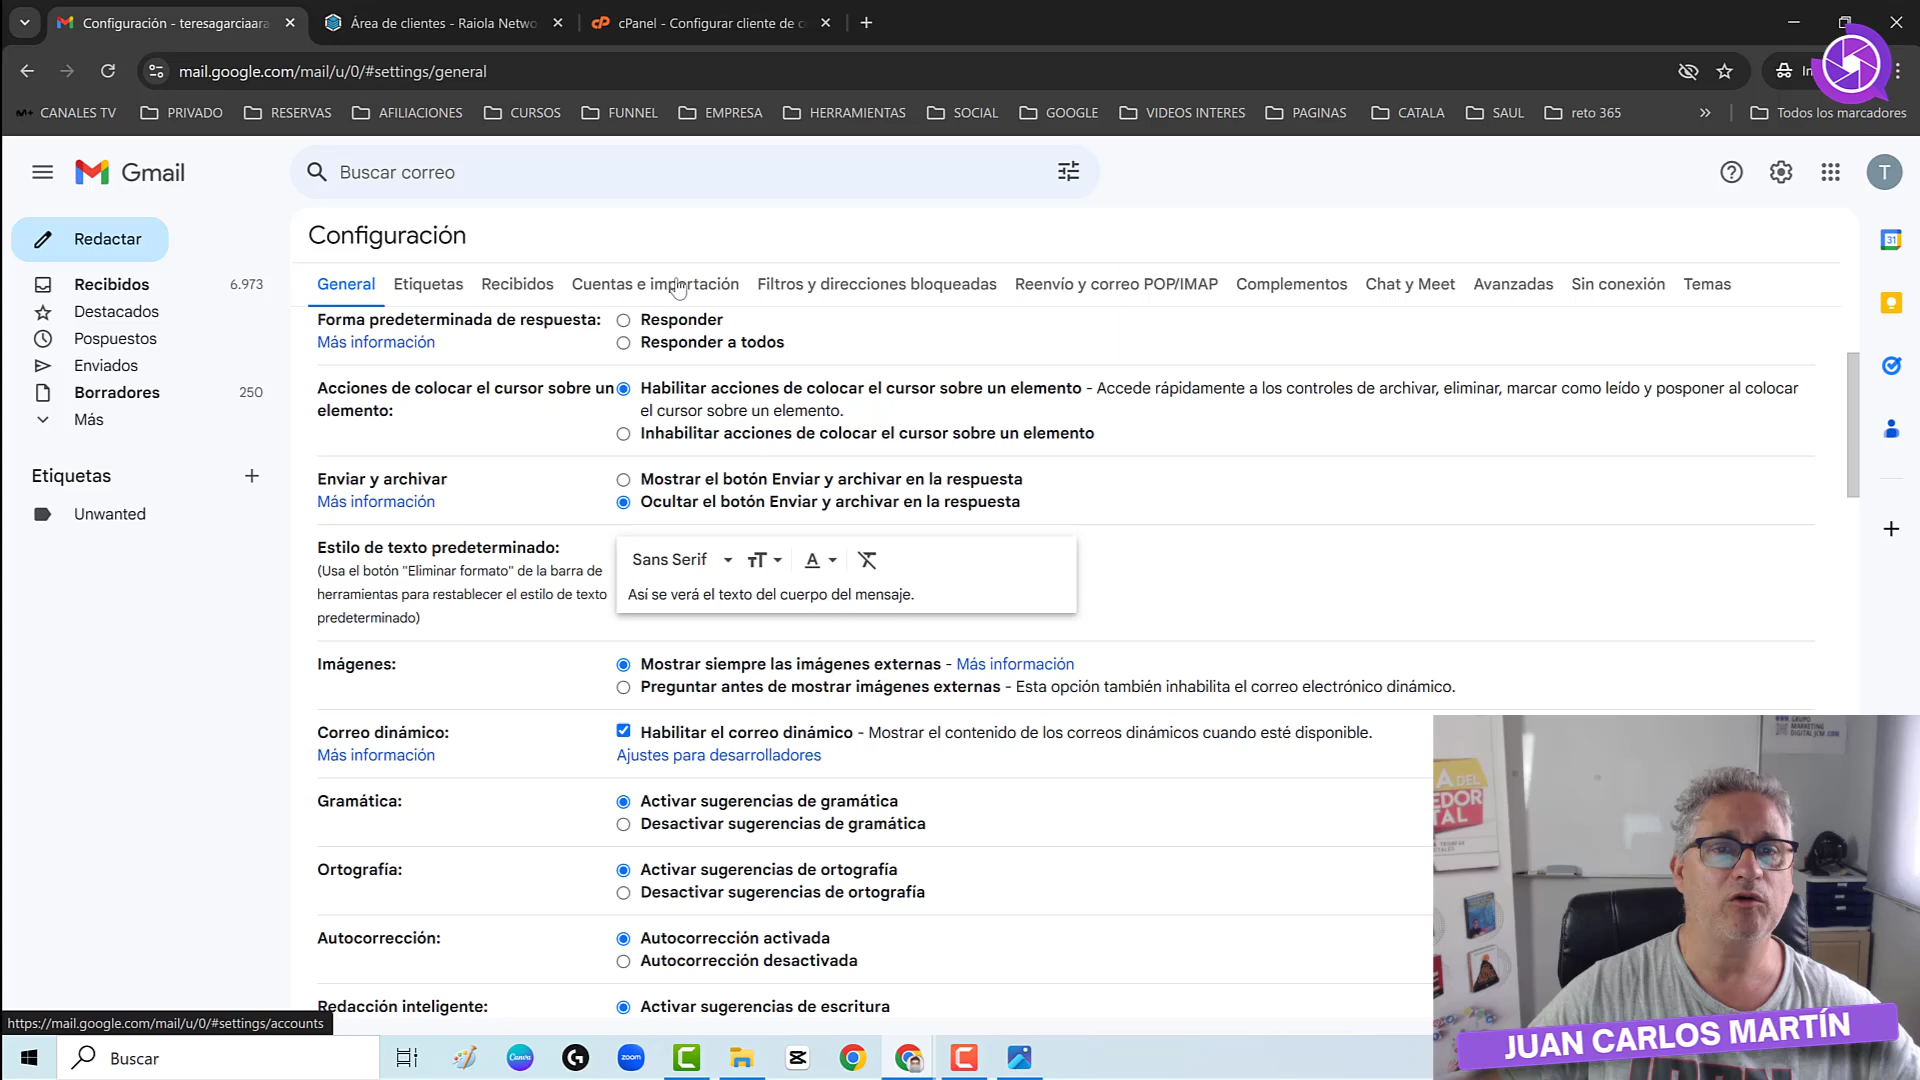 Configuración - teresagarciaara
Área de clientes - Raiola Netwo
cPanel - Configurar cliente de c
mail.google.com/mail/u/0/#settings/general
CANALES TV
PRIVADO
RESERVAS
AFILIACIONES
CURSOS
FUNNEL
EMPRESA
HERRAMIENTAS
SOCIAL
GOOGLE
VIDEOS INTERES
PAGINAS
CATALA
SAUL
reto 365
Todos los marcadores
Gmail
Buscar correo
T
Redactar
Recibidos 6.973
Destacados
Pospuestos
Enviados
Borradores 250
Más
Etiquetas
Unwanted
Configuración
General Etiquetas Recibidos Cuentas e importación Filtros y direcciones bloqueadas Reenvío y correo POP/IMAP Complementos Chat y Meet Avanzadas Sin conexión Temas
Forma predeterminada de respuesta: Responder
Más información Responder a todos
Acciones de colocar el cursor sobre un Habilitar acciones de colocar el cursor sobre un elemento - Accede rápidamente a los controles de archivar, eliminar, marcar como leído y posponer al colocar
elemento: el cursor sobre un elemento.
Inhabilitar acciones de colocar el cursor sobre un elemento
Enviar y archivar Mostrar el botón Enviar y archivar en la respuesta
Más información Ocultar el botón Enviar y archivar en la respuesta
Estilo de texto predeterminado:
(Usa el botón "Eliminar formato" de la barra de
herramientas para restablecer el estilo de texto
predeterminado)
Sans Serif
Así se verá el texto del cuerpo del mensaje.
Imágenes: Mostrar siempre las imágenes externas - Más información
Preguntar antes de mostrar imágenes externas - Esta opción también inhabilita el correo electrónico dinámico.
Correo dinámico: Habilitar el correo dinámico - Mostrar el contenido de los correos dinámicos cuando esté disponible.
Más información Ajustes para desarrolladores
Gramática: Activar sugerencias de gramática
Desactivar sugerencias de gramática
Ortografía: Activar sugerencias de ortografía
Desactivar sugerencias de ortografía
Autocorrección: Autocorrección activada
Autocorrección desactivada
Redacción inteligente: Activar sugerencias de escritura
https://mail.google.com/mail/u/0/#settings/accounts
Buscar
Canva
zoom
31
GRUPO
MARKETING
DIGITALJCM.COM
JUAN CARLOS MARTÍN